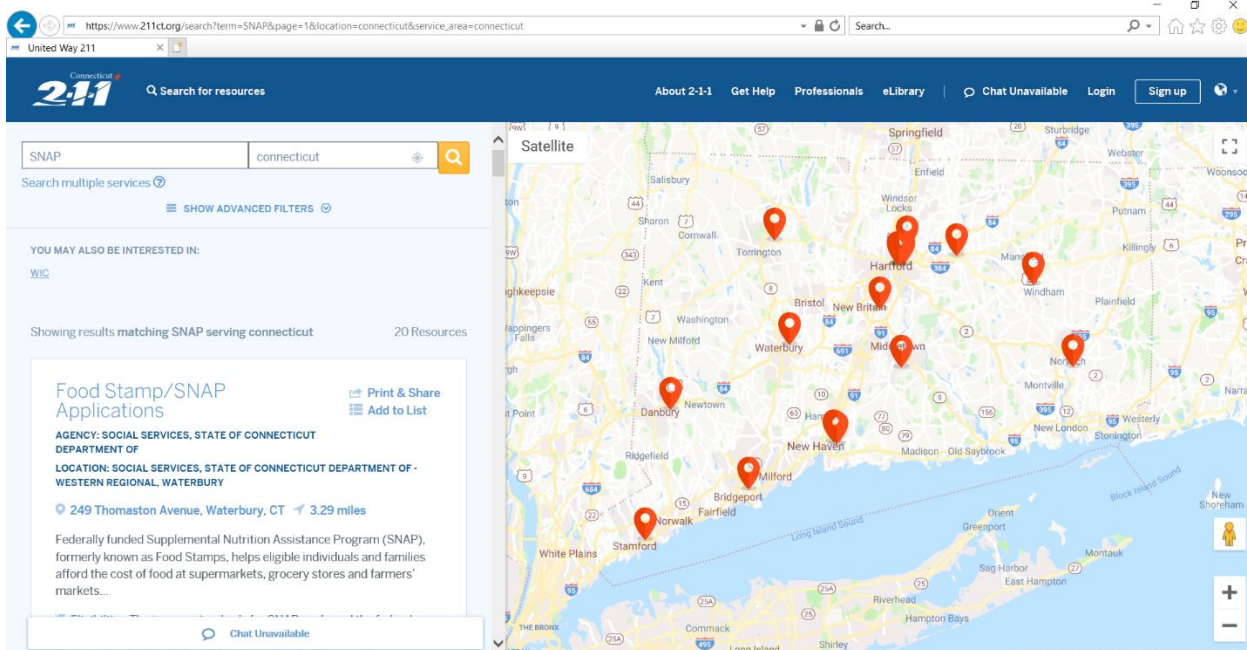 https://www.211ct.org/search?term=SNAP&page=1&location=connecticut&service_area=connecticut
Search...
United Way 211
Connecticut
2-1-1
Search for resources
About 2-1-1
Get Help
Professionals
eLibrary
Chat Unavailable
Login
Sign up
SNAP
connecticut
Search multiple services
SHOW ADVANCED FILTERS
YOU MAY ALSO BE INTERESTED IN:
WIC
Showing results matching SNAP serving connecticut
20 Resources
Food Stamp/SNAP
Applications
Print & Share
Add to List
AGENCY: SOCIAL SERVICES, STATE OF CONNECTICUT
DEPARTMENT OF
LOCATION: SOCIAL SERVICES, STATE OF CONNECTICUT DEPARTMENT OF -
WESTERN REGIONAL, WATERBURY
249 Thomaston Avenue, Waterbury, CT
3.29 miles
Federally funded Supplemental Nutrition Assistance Program (SNAP),
formerly known as Food Stamps, helps eligible individuals and families
afford the cost of food at supermarkets, grocery stores and farmers'
markets...
Chat Unavailable
Satellite
Springfield
Sturbridge
Webster
Enfield
Salisbury
Windsor
Locks
Putnam
Sharon
Cornwall
Torrington
Killingly
Hartford
Kent
Windham
Plainfield
Bristol
New Britain
Washington
New Milford
Waterbury
Middletown
Norwich
Montville
Danbury
Newtown
New London
Westerly
Stonington
New Haven
Madison
Old Saybrook
Ridgefield
Milford
Bridgeport
Fairfield
Norwalk
Block Island Sound
New
Shoreham
Stamford
White Plains
Long Island Sound
Orient
Greenport
Montauk
Sag Harbor
East Hampton
Riverhead
Hampton Bays
THE BRONX
Commack
Long Island
Shirley